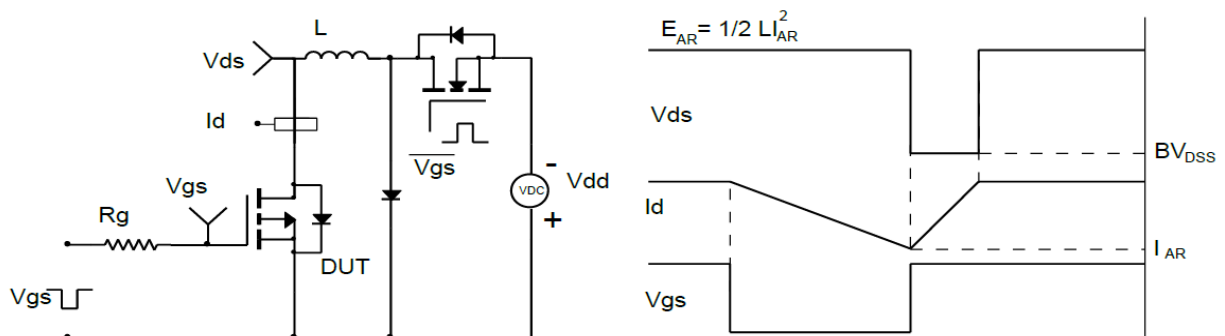 L
Vds
Id
Vgs
Vgs
-
VDC
Vdd
+
Rg
DUT
Vgs
E_AR = 1/2 LI_AR^2
Vds
BV_DSS
Id
I_AR
Vgs